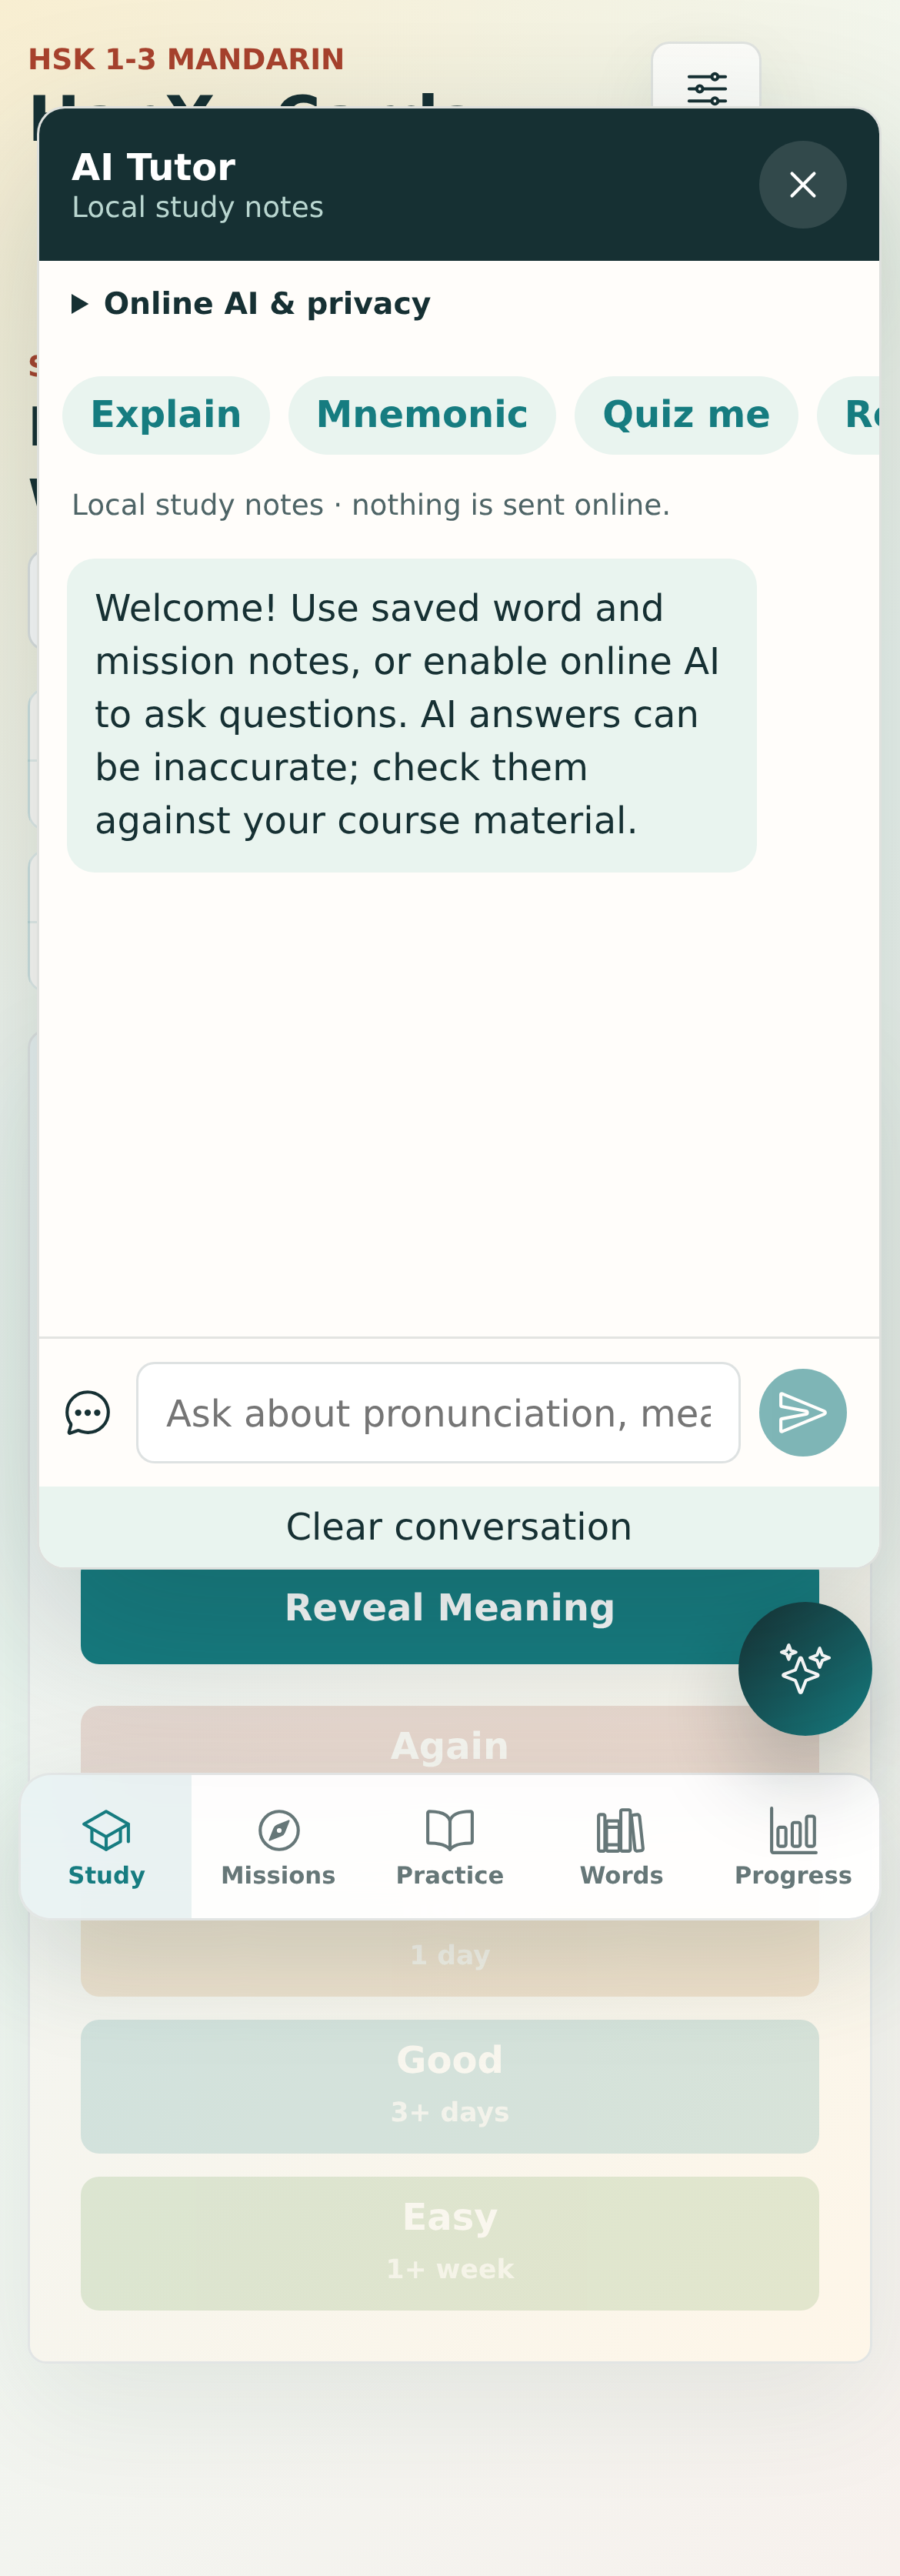 HSK 1-3 MANDARIN
AI Tutor
Local study notes
Online AI & privacy
Explain Mnemonic Quiz me
Local study notes · nothing is sent online.
Welcome! Use saved word and
mission notes, or enable online AI
to ask questions. AI answers can
be inaccurate; check them
against your course material.
Ask about pronunciation,
Clear conversation
Reveal Meaning
Again
Study Missions Practice Words Progress
1 day
Good
3+ days
Easy
1+ week